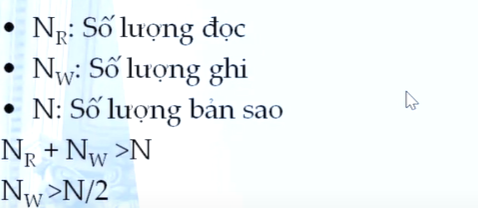 • N_R: Số lượng đọc
• N_W: Số lượng ghi
• N: Số lượng bản sao
N_R + N_W >N
N_W >N/2